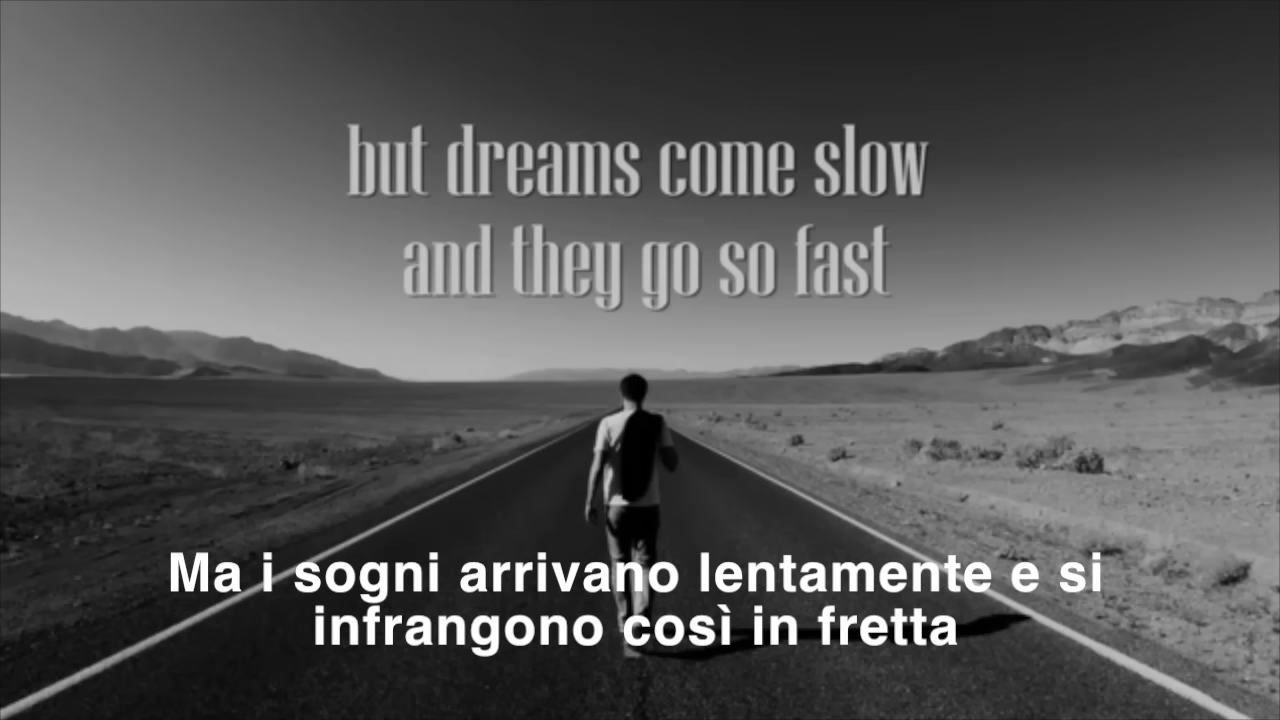 but dreams come slow
and they go so fast
Ma i sogni arrivano lentamente e si
infrangono così in fretta